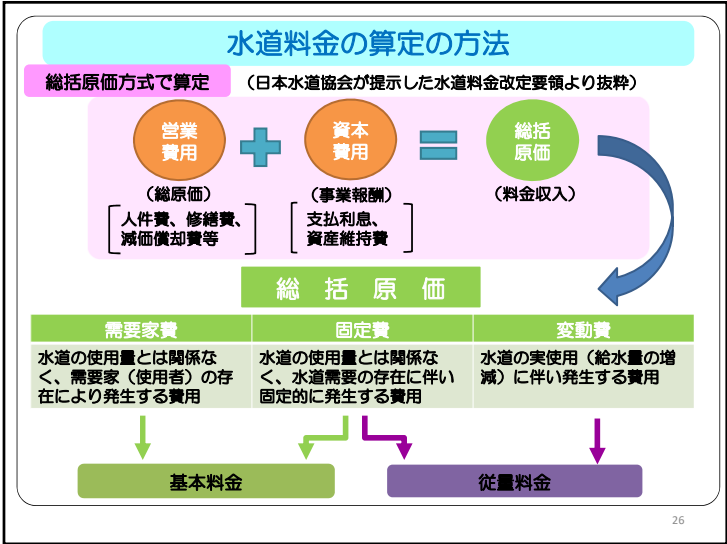 水道料金の算定の方法
総括原価方式で算定
(日本水道協会が提示した水道料金改定要領より抜粋)
営業
費用
資本
費用
総括
原価
(総原価)
(事業報酬)
(料金収入)
人件費、修繕費、
減価償却費等
支払利息、
資産維持費
総 括 原 価
需要家費
固定費
変動費
水道の使用量とは関係な
く、需要家(使用者)の存
在により発生する費用
水道の使用量とは関係な
く、水道需要の存在に伴い
固定的に発生する費用
水道の実使用(給水量の増
減)に伴い発生する費用
基本料金
従量料金
26